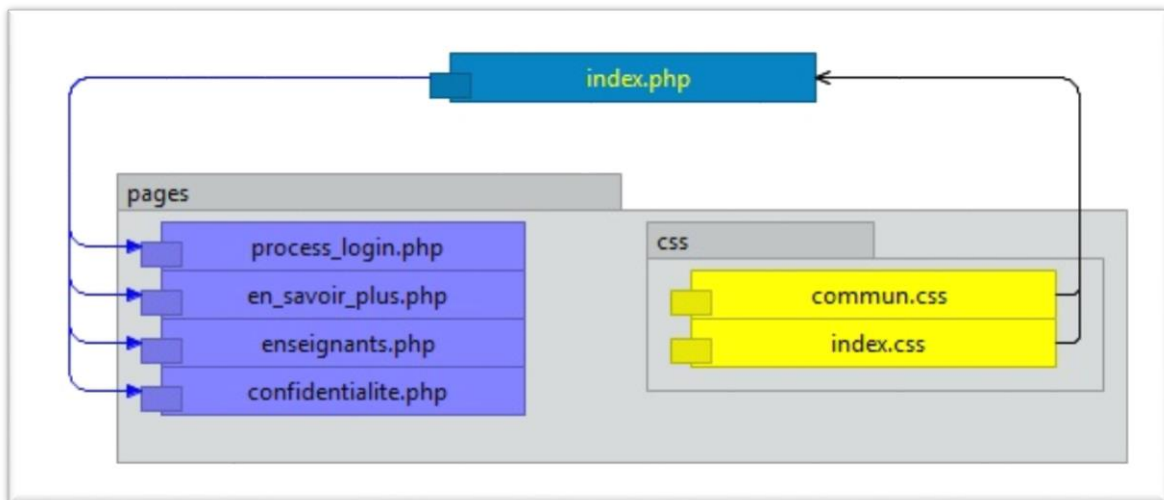 index.php
pages
process_login.php
en_savoir_plus.php
enseignants.php
confidentialite.php
css
commun.css
index.css